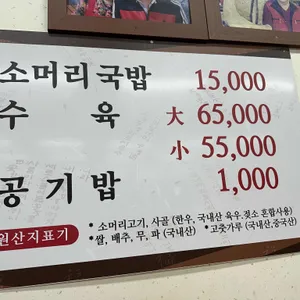 소머리국밥 15,000
수 육 大 65,000
小 55,000
공기밥 1,000
원산지표기 • 소머리고기, 사골 (한우, 국내산 육우.젖소 혼합사용)
• 쌀, 배추, 무, 파 (국내산) • 고춧가루 (국내산,중국산)